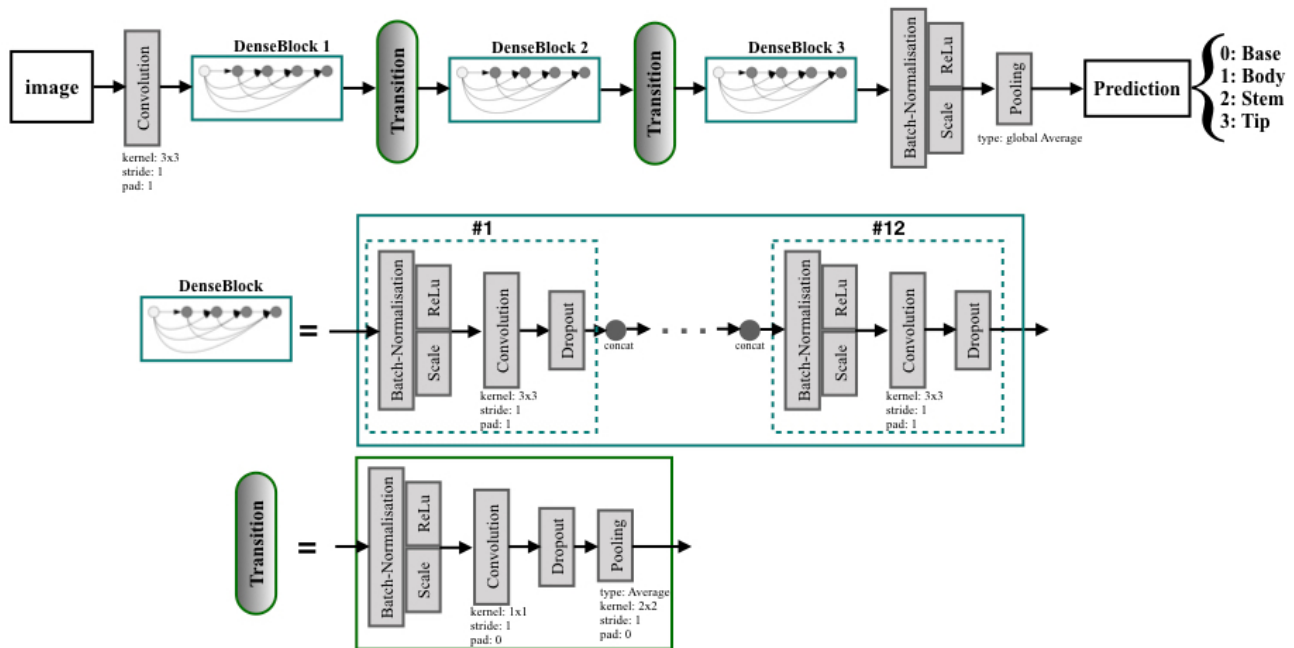 image
Convolution
kernel: 3x3
stride: 1
pad: 1
DenseBlock 1
Transition
DenseBlock 2
Transition
DenseBlock 3
Batch-Normalisation
ReLu
Scale
Pooling
type: global Average
Prediction
0: Base
1: Body
2: Stem
3: Tip
DenseBlock
=
#1
Batch-Normalisation
ReLu
Scale
Convolution
kernel: 3x3
stride: 1
pad: 1
Dropout
concat
concat
#12
Batch-Normalisation
ReLu
Scale
Convolution
kernel: 3x3
stride: 1
pad: 1
Dropout
Transition
=
Batch-Normalisation
ReLu
Scale
Convolution
kernel: 1x1
stride: 1
pad: 0
Dropout
Pooling
type: Average
kernel: 2x2
stride: 1
pad: 0